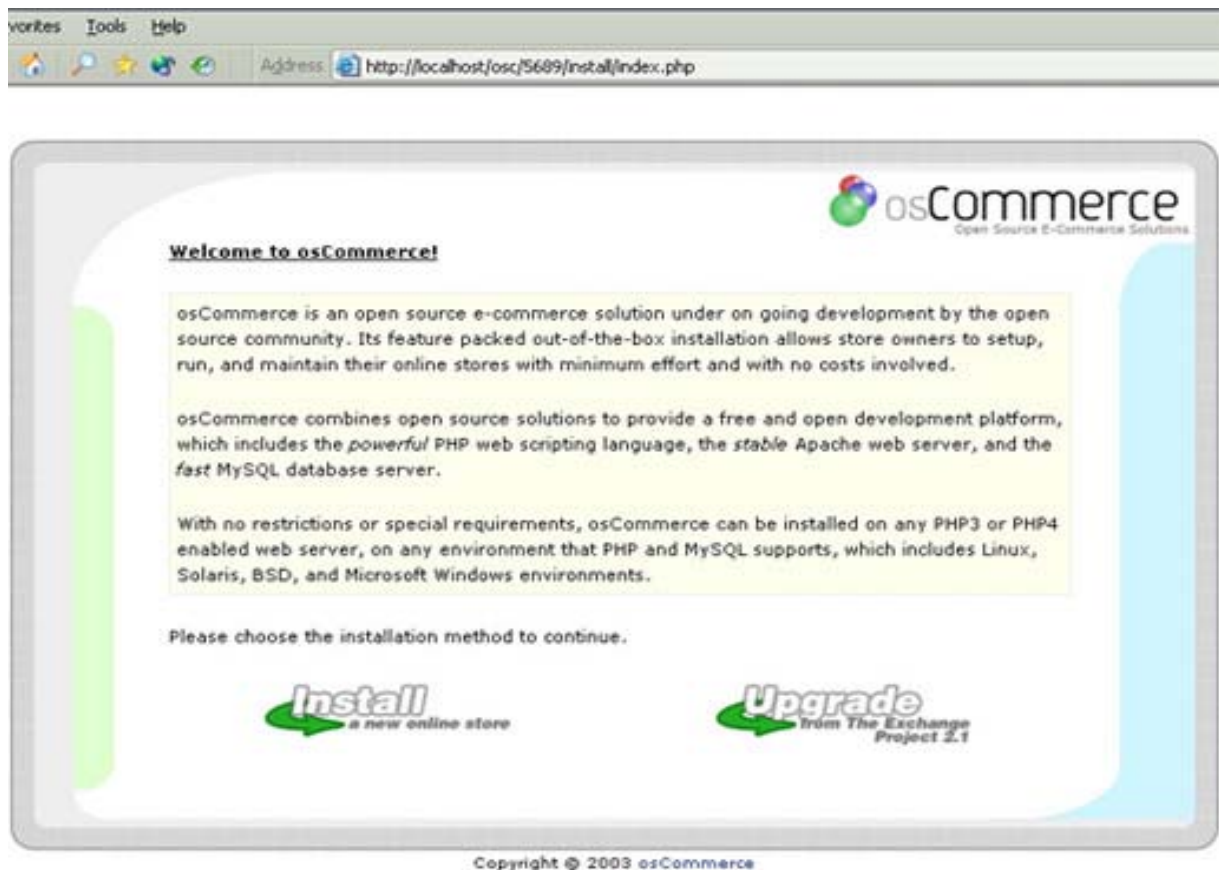 vorites Tools Help
Address http://localhost/osc/5689/install/index.php
osCommerce
Open Source E-Commerce Solutions
Welcome to osCommerce!
osCommerce is an open source e-commerce solution under on going development by the open
source community. Its feature packed out-of-the-box installation allows store owners to setup,
run, and maintain their online stores with minimum effort and with no costs involved.
osCommerce combines open source solutions to provide a free and open development platform,
which includes the powerful PHP web scripting language, the stable Apache web server, and the
fast MySQL database server.
With no restrictions or special requirements, osCommerce can be installed on any PHP3 or PHP4
enabled web server, on any environment that PHP and MySQL supports, which includes Linux,
Solaris, BSD, and Microsoft Windows environments.
Please choose the installation method to continue.
Install
a new online store
Upgrade
from The Exchange
Project 2.1
Copyright © 2003 osCommerce